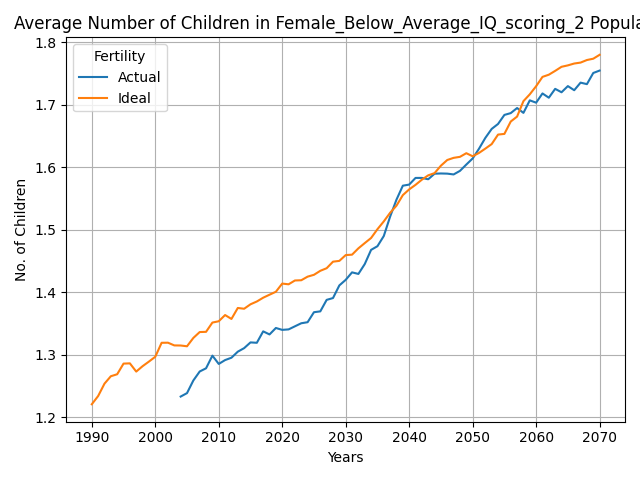 Average Number of Children in Female_Below_Average_IQ_scoring_2 Popula
Fertility
Actual
Ideal
No. of Children
1.8
1.7
1.6
1.5
1.4
1.3
1.2
1990 2000 2010 2020 2030 2040 2050 2060 2070
Years